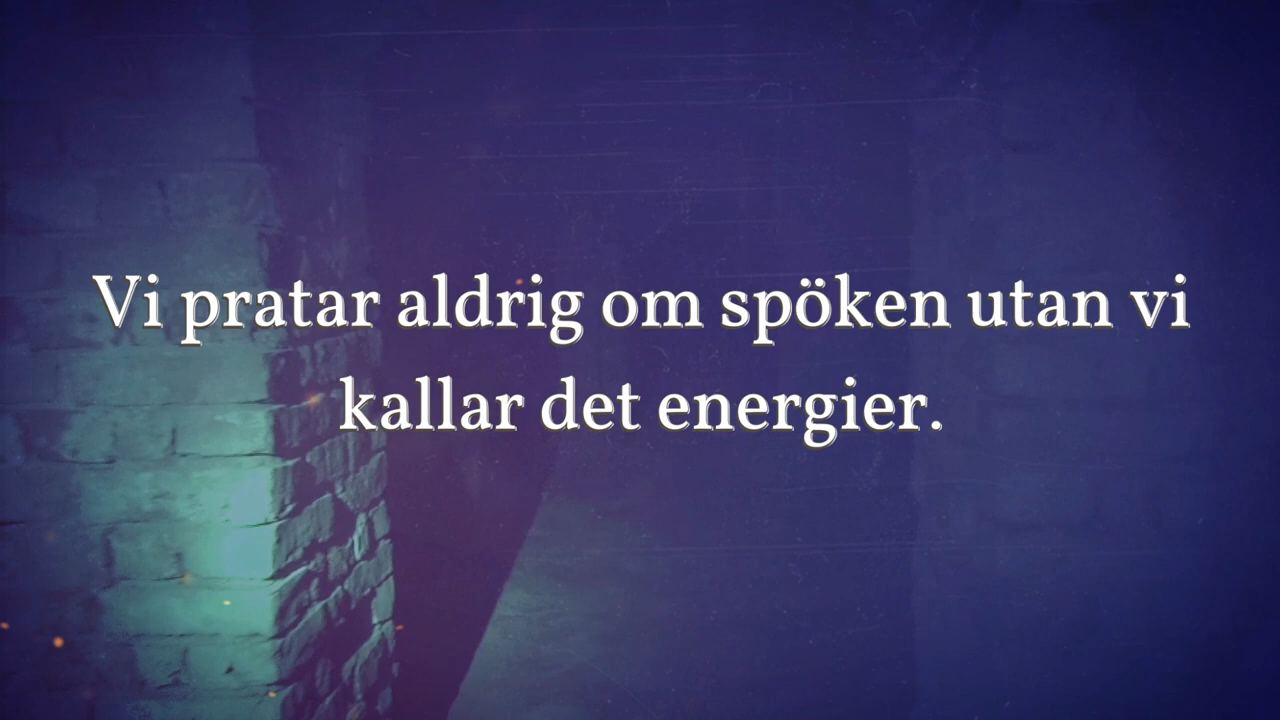 Vi pratar aldrig om spöken utan vi
kallar det energier.